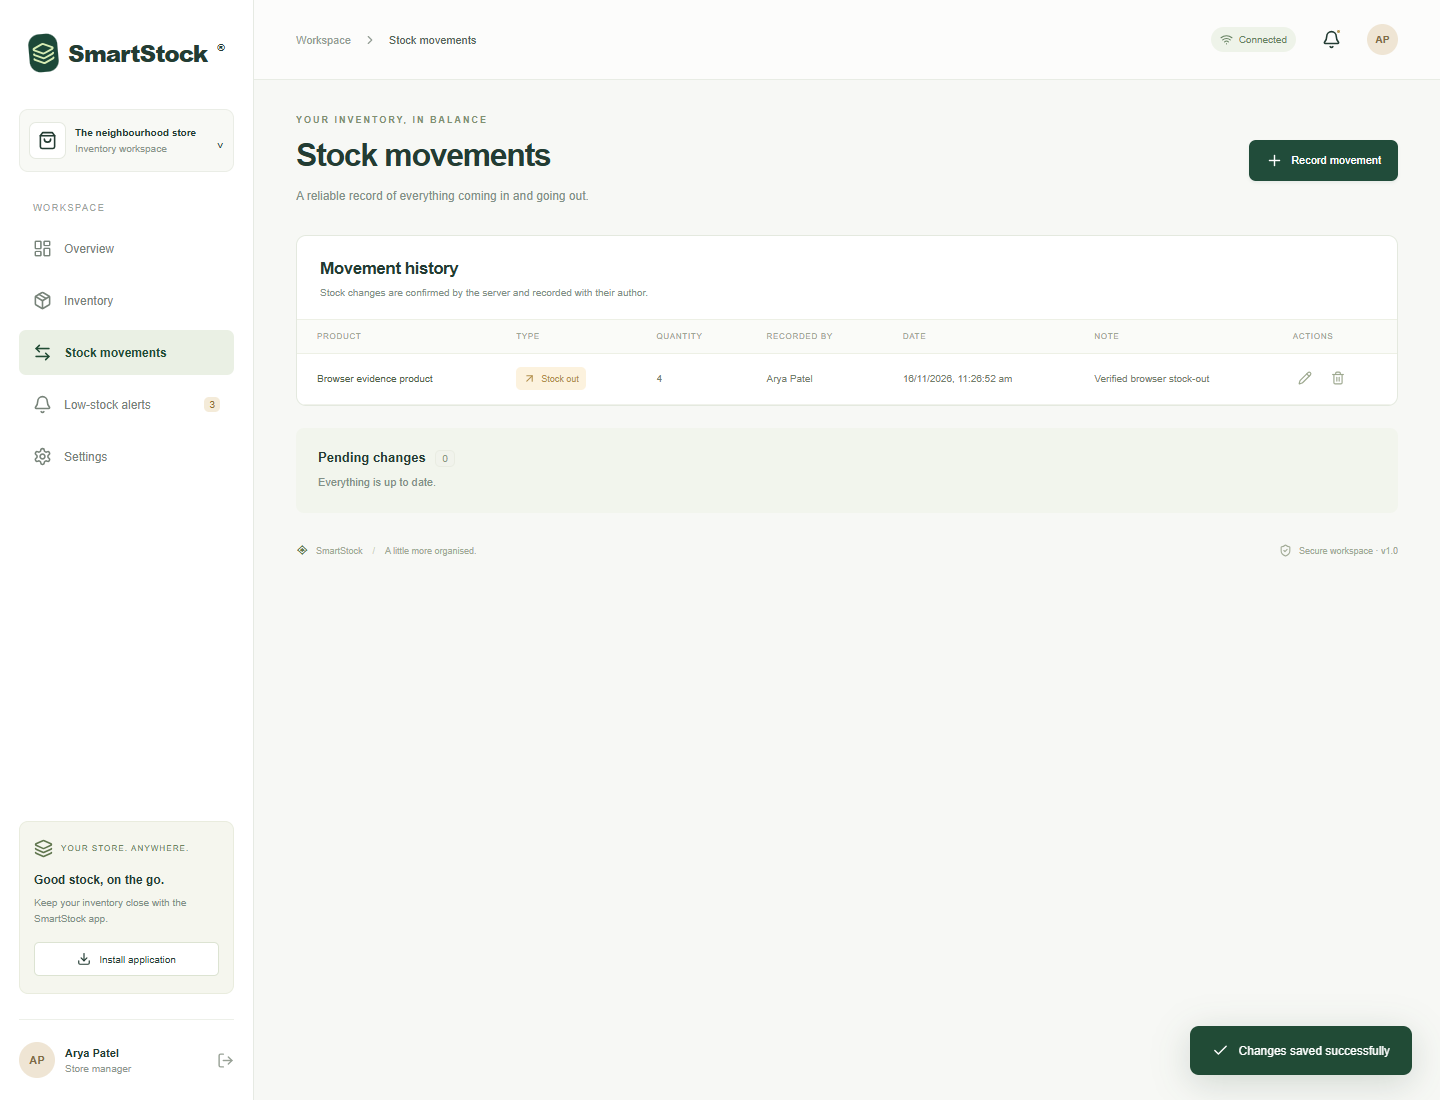 SmartStock ®
The neighbourhood store
Inventory workspace
v
WORKSPACE
Overview
Inventory
Stock movements
Low-stock alerts 3
Settings
YOUR STORE. ANYWHERE.
Good stock, on the go.
Keep your inventory close with the
SmartStock app.
Install application
AP
Arya Patel
Store manager
Workspace > Stock movements
Connected
AP
YOUR INVENTORY, IN BALANCE
Stock movements
A reliable record of everything coming in and going out.
Record movement
Movement history
Stock changes are confirmed by the server and recorded with their author.
PRODUCT TYPE QUANTITY RECORDED BY DATE NOTE ACTIONS
Browser evidence product Stock out 4 Arya Patel 16/11/2026, 11:26:52 am Verified browser stock-out
Pending changes 0
Everything is up to date.
SmartStock / A little more organised.
Secure workspace · v1.0
Changes saved successfully